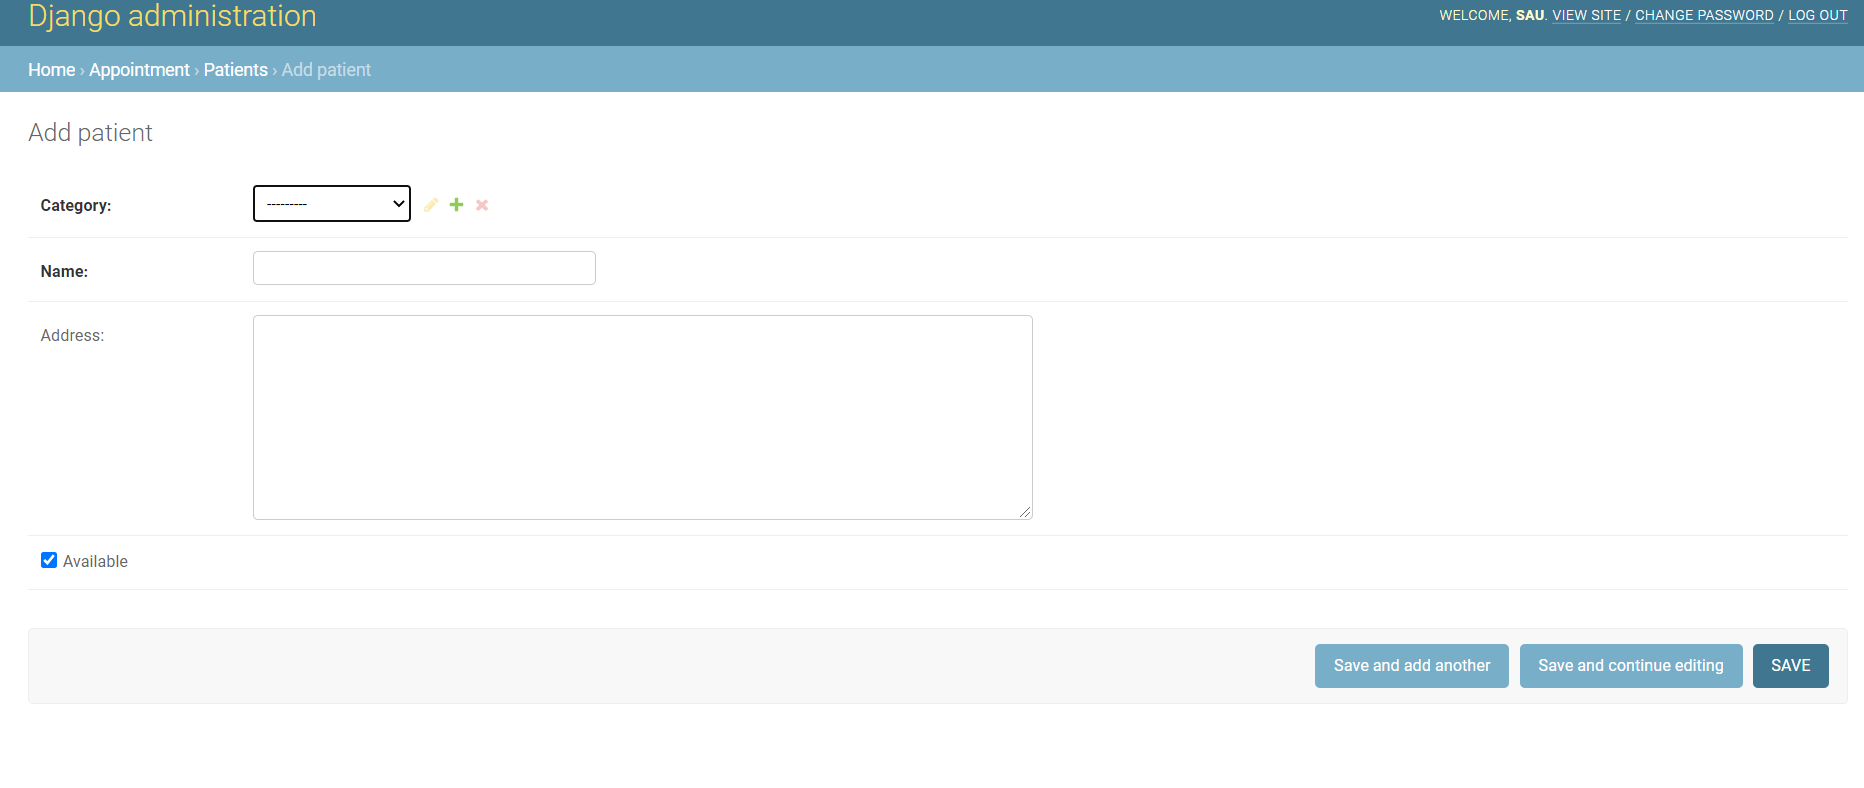 Django administration
WELCOME, SAU. VIEW SITE / CHANGE PASSWORD / LOG OUT
Home › Appointment › Patients › Add patient
Add patient
Category:
---------
Name:
Address:
Available
Save and add another
Save and continue editing
SAVE